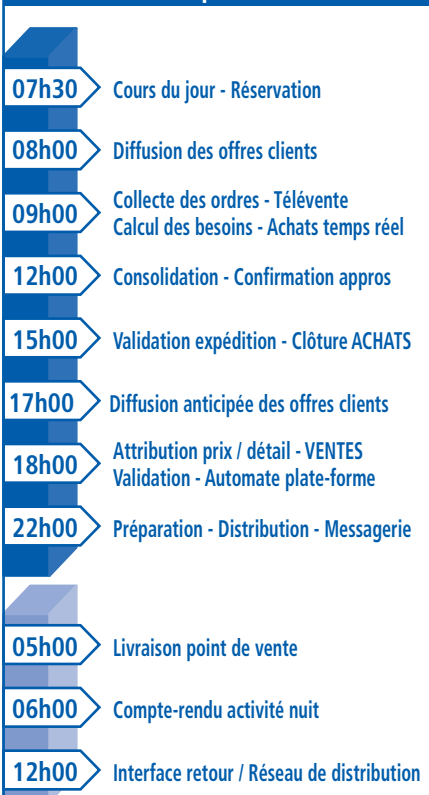 07h30 Cours du jour - Réservation
08h00 Diffusion des offres clients
09h00 Collecte des ordres - Télévente
Calcul des besoins - Achats temps réel
12h00 Consolidation - Confirmation appros
15h00 Validation expédition - Clôture ACHATS
17h00 Diffusion anticipée des offres clients
18h00 Attribution prix / détail - VENTES
Validation - Automate plate-forme
22h00 Préparation - Distribution - Messagerie
05h00 Livraison point de vente
06h00 Compte-rendu activité nuit
12h00 Interface retour / Réseau de distribution